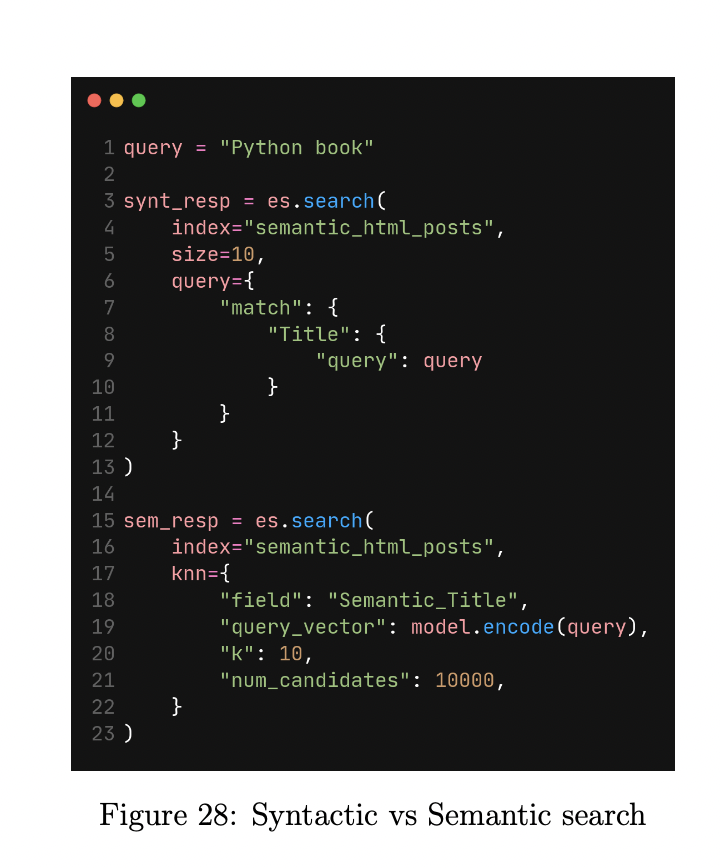 1 query = "Python book"
2
3 synt_resp = es.search(
4     index="semantic_html_posts",
5     size=10,
6     query={
7         "match": {
8             "Title": {
9                 "query": query
10             }
11         }
12     }
13 )
14
15 sem_resp = es.search(
16     index="semantic_html_posts",
17     knn={
18         "field": "Semantic_Title",
19         "query_vector": model.encode(query),
20         "k": 10,
21         "num_candidates": 10000,
22     }
23 )
Figure 28: Syntactic vs Semantic search